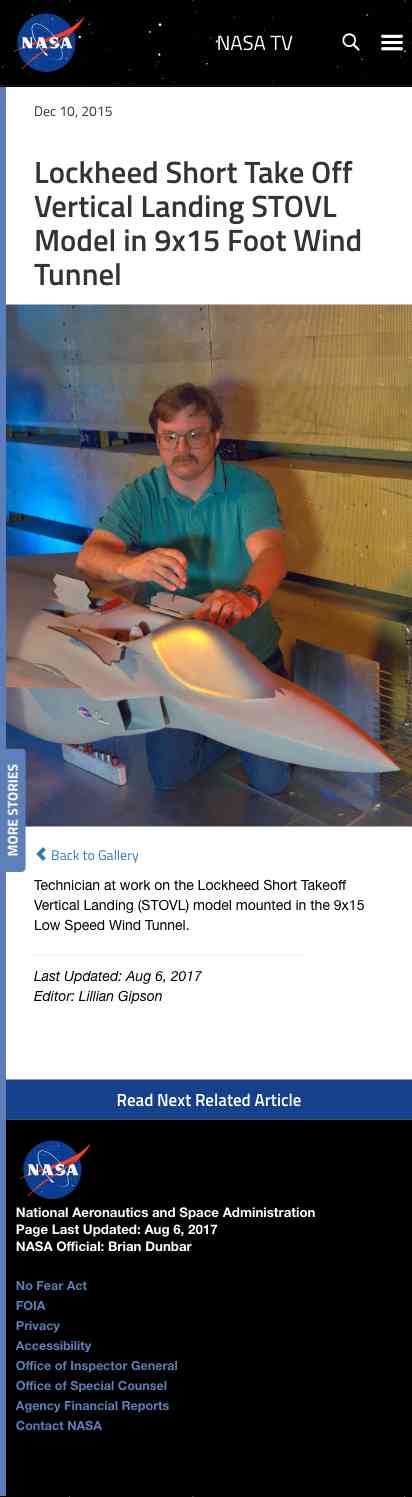 NASA
NASA TV
Dec 10, 2015
Lockheed Short Take Off
Vertical Landing STOVL
Model in 9x15 Foot Wind
Tunnel
MORE STORIES
Back to Gallery
Technician at work on the Lockheed Short Takeoff
Vertical Landing (STOVL) model mounted in the 9x15
Low Speed Wind Tunnel.
Last Updated: Aug 6, 2017
Editor: Lillian Gipson
Read Next Related Article
NASA
National Aeronautics and Space Administration
Page Last Updated: Aug 6, 2017
NASA Official: Brian Dunbar
No Fear Act
FOIA
Privacy
Accessibility
Office of Inspector General
Office of Special Counsel
Agency Financial Reports
Contact NASA